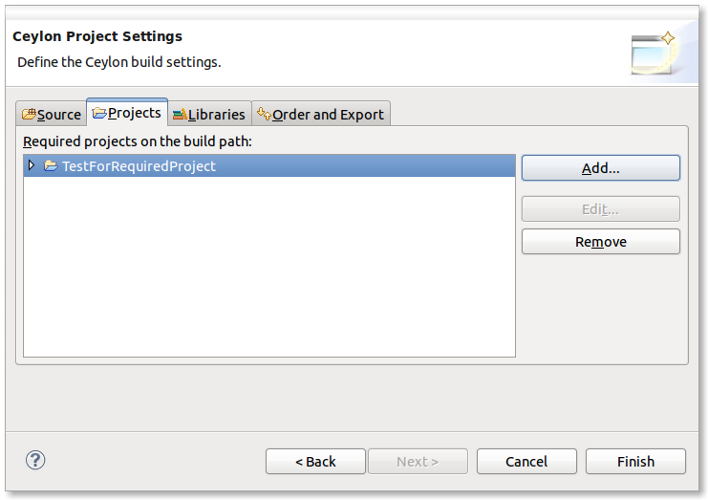 Ceylon Project Settings
Define the Ceylon build settings.
Source Projects Libraries Order and Export
Required projects on the build path:
TestForRequiredProject
Add...
Edit...
Remove
? < Back Next > Cancel Finish